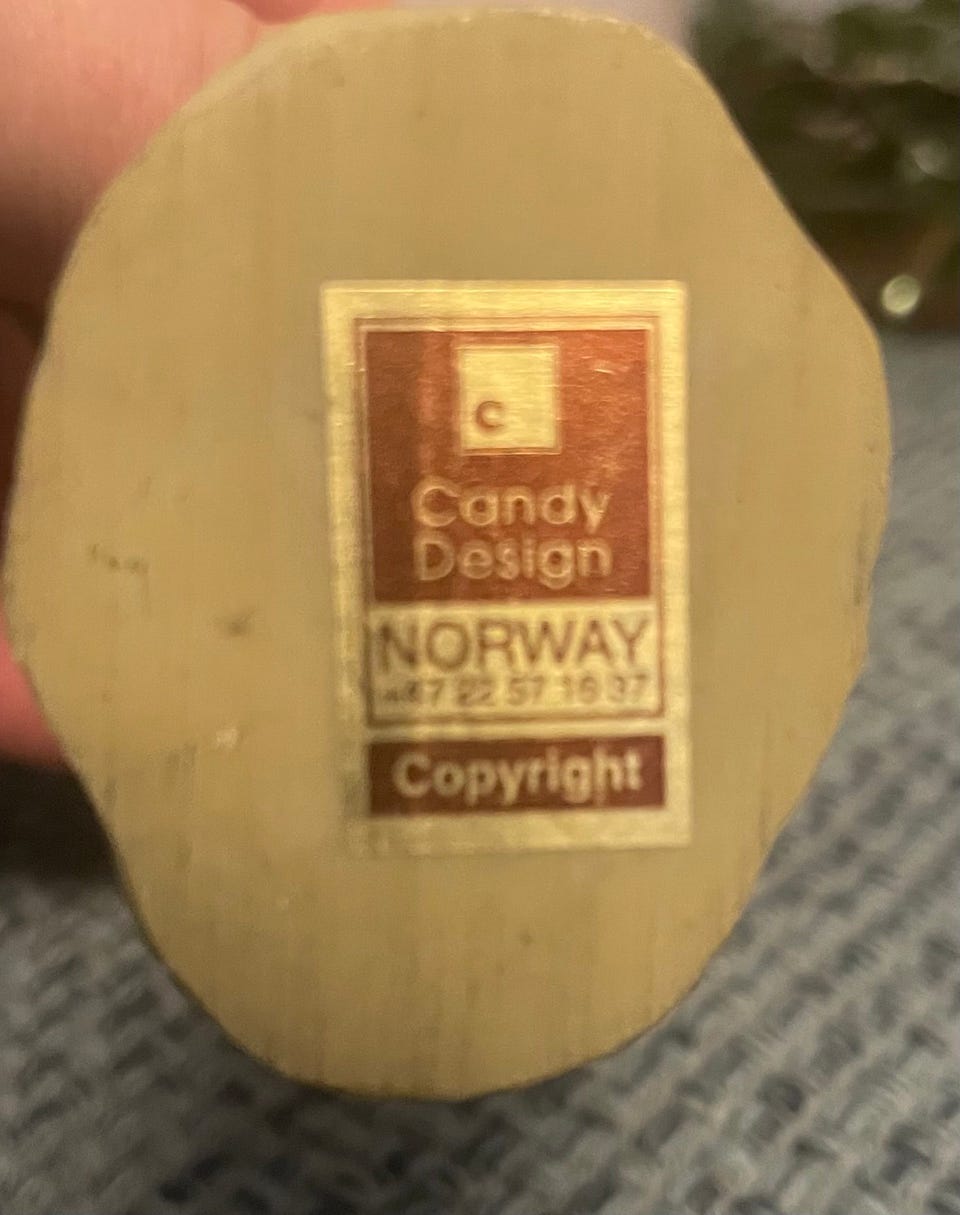 c
Candy
Design
NORWAY
+47 22 57 16 37
Copyright